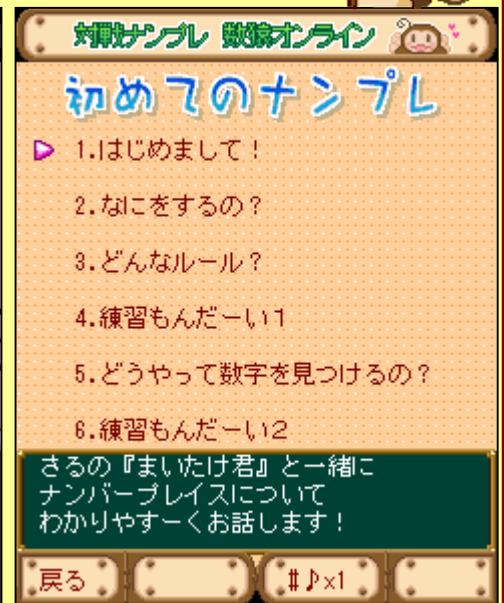 対戦ナンプレ 数猿オンライン
初めてのナンプレ
1.はじめまして！
2.なにをするの？
3.どんなルール？
4.練習もんだーい1
5.どうやって数字を見つけるの？
6.練習もんだーい2
さるの『まいたけ君』と一緒に
ナンバープレイスについて
わかりやすーくお話します！
戻る
#♪x1